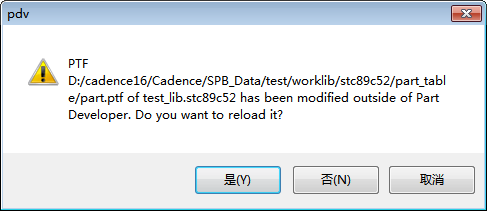 pdv
PTF
D:/cadence16/Cadence/SPB_Data/test/worklib/stc89c52/part_tabl
e/part.ptf of test_lib.stc89c52 has been modified outside of Part
Developer. Do you want to reload it?
是(Y)
否(N)
取消